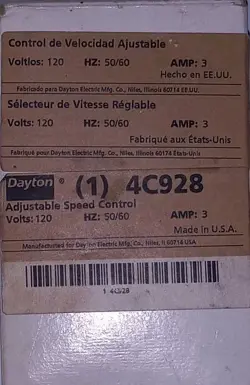 Control de Velocidad Ajustable
Voltios: 120 HZ: 50/60 AMP: 3
Hecho en EE.UU.
Fabricado para Dayton Electric Mfg. Co., Niles, Illinois 60714 EE.UU.
Sélecteur de Vitesse Réglable
Volts: 120 HZ: 50/60 AMP: 3
Fabriqué aux États-Unis
Fabriqué pour Dayton Electric Mfg. Co., Niles, Illinois 60714 États-Unis
Dayton (1) 4C928
Adjustable Speed Control
Volts: 120 HZ: 50/60 AMP: 3
Made in U.S.A.
Manufactured for Dayton Electric Mfg. Co., Niles, Il 60714 USA
1 4C928